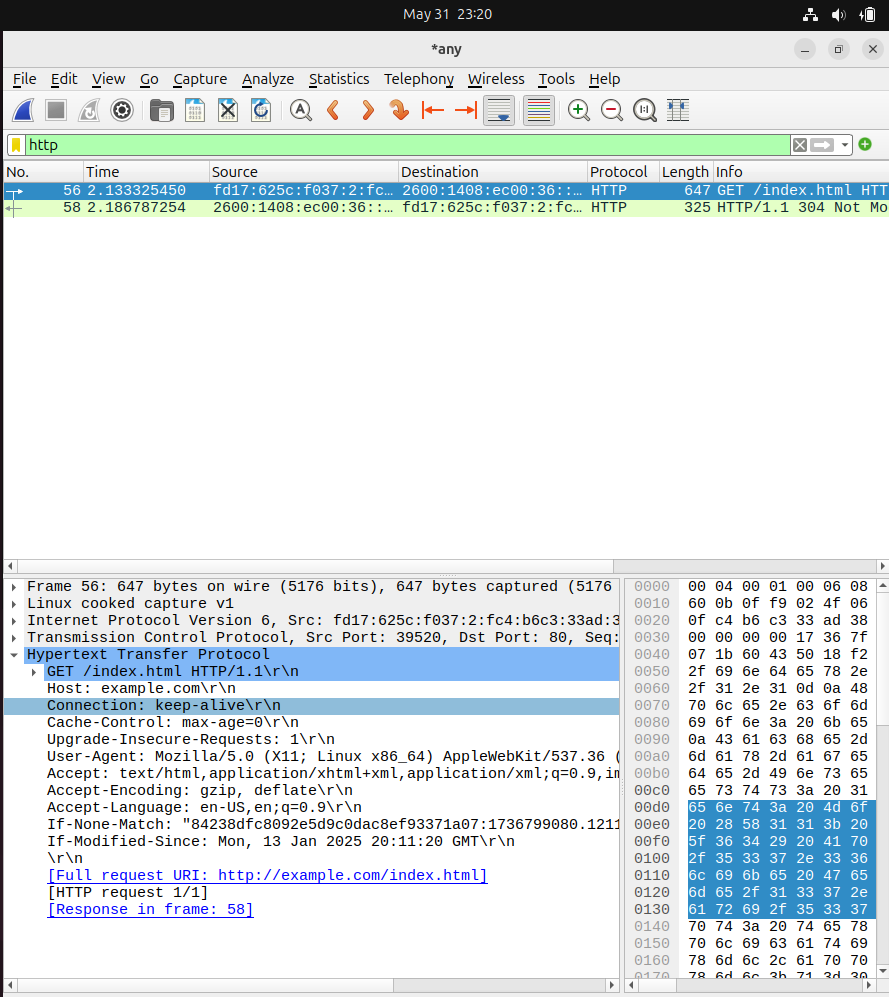 May 31 23:20
*any
File Edit View Go Capture Analyze Statistics Telephony Wireless Tools Help
http
No. Time Source Destination Protocol Length Info
56 2.133325450 fd17:625c:f037:2:fc… 2600:1408:ec00:36::… HTTP 647 GET /index.html HTT
58 2.186787254 2600:1408:ec00:36::… fd17:625c:f037:2:fc… HTTP 325 HTTP/1.1 304 Not Mo
Frame 56: 647 bytes on wire (5176 bits), 647 bytes captured (5176
Linux cooked capture v1
Internet Protocol Version 6, Src: fd17:625c:f037:2:fc4:b6c3:33ad:3
Transmission Control Protocol, Src Port: 39520, Dst Port: 80, Seq:
Hypertext Transfer Protocol
GET /index.html HTTP/1.1\r\n
Host: example.com\r\n
Connection: keep-alive\r\n
Cache-Control: max-age=0\r\n
Upgrade-Insecure-Requests: 1\r\n
User-Agent: Mozilla/5.0 (X11; Linux x86_64) AppleWebKit/537.36 (
Accept: text/html,application/xhtml+xml,application/xml;q=0.9,im
Accept-Encoding: gzip, deflate\r\n
Accept-Language: en-US,en;q=0.9\r\n
If-None-Match: "84238dfc8092e5d9c0dac8ef93371a07:1736799080.1211
If-Modified-Since: Mon, 13 Jan 2025 20:11:20 GMT\r\n
\r\n
[Full request URI: http://example.com/index.html]
[HTTP request 1/1]
[Response in frame: 58]
0000 00 04 00 01 00 06 08
0010 60 0b 0f f9 02 4f 06
0020 0f c4 b6 c3 33 ad 38
0030 00 00 00 00 17 36 7f
0040 07 1b 60 43 50 18 f2
0050 2f 69 6e 64 65 78 2e
0060 2f 31 2e 31 0d 0a 48
0070 70 6c 65 2e 63 6f 6d
0080 69 6f 6e 3a 20 6b 65
0090 0a 43 61 63 68 65 2d
00a0 6d 61 78 2d 61 67 65
00b0 64 65 2d 49 6e 73 65
00c0 65 73 74 73 3a 20 31
00d0 65 6e 74 3a 20 4d 6f
00e0 20 28 58 31 31 3b 20
00f0 5f 36 34 29 20 41 70
0100 2f 35 33 37 2e 33 36
0110 6c 69 6b 65 20 47 65
0120 6d 65 2f 31 33 37 2e
0130 61 72 69 2f 35 33 37
0140 70 74 3a 20 74 65 78
0150 70 6c 69 63 61 74 69
0160 78 6d 6c 2c 61 70 70
0170 78 6d 6c 3b 71 3d 30